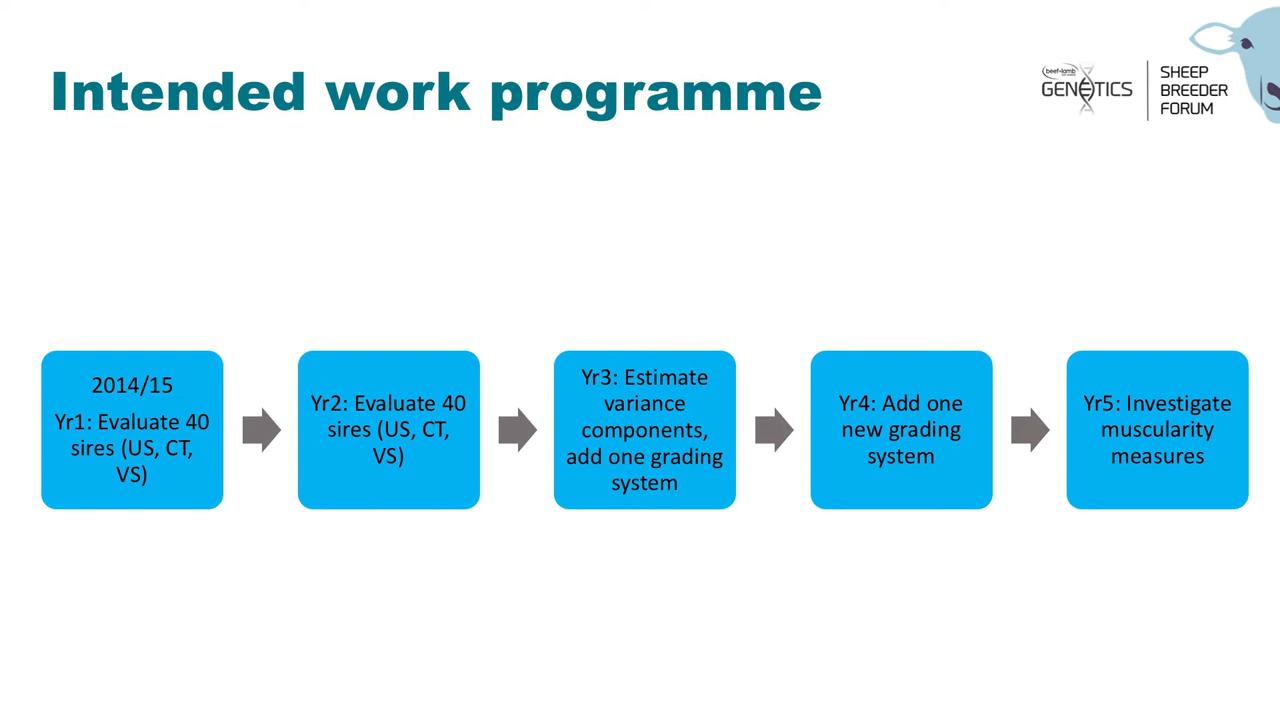 Intended work programme
beef+lamb
GENETICS
SHEEP
BREEDER
FORUM
2014/15
Yr1: Evaluate 40
sires (US, CT,
VS)
Yr2: Evaluate 40
sires (US, CT,
VS)
Yr3: Estimate
variance
components,
add one grading
system
Yr4: Add one
new grading
system
Yr5: Investigate
muscularity
measures